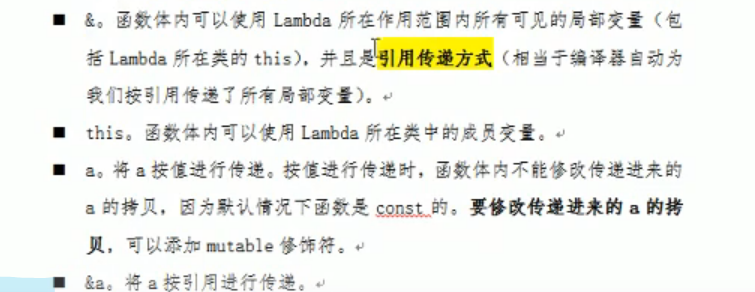 ■ &。函数体内可以使用 Lambda 所在作用范围内所有可见的局部变量（包
括 Lambda 所在类的 this），并且是引用传递方式（相当于编译器自动为
我们按引用传递了所有局部变量）。↵
■ this。函数体内可以使用 Lambda 所在类中的成员变量。↵
■ a。将 a 按值进行传递。按值进行传递时，函数体内不能修改传递进来的
a 的拷贝，因为默认情况下函数是 const 的。要修改传递进来的 a 的拷
贝，可以添加 mutable 修饰符。↵
■ &a。将 a 按引用进行传递。↵